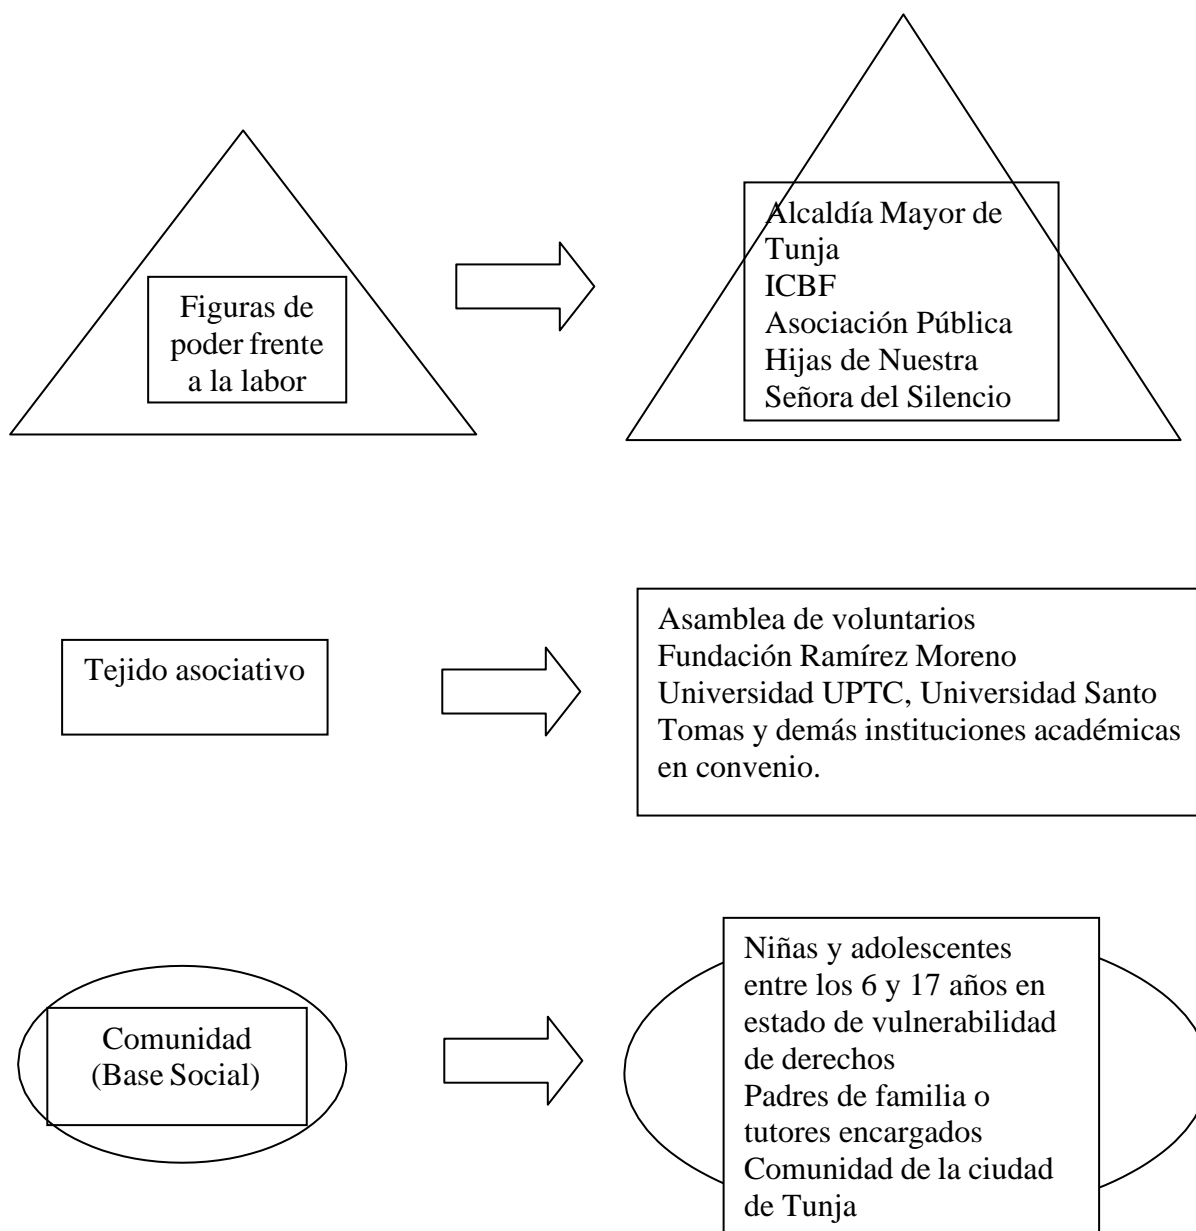 Figuras de
poder frente
a la labor
Alcaldía Mayor de
Tunja
ICBF
Asociación Pública
Hijas de Nuestra
Señora del Silencio
Tejido asociativo
Asamblea de voluntarios
Fundación Ramírez Moreno
Universidad UPTC, Universidad Santo
Tomas y demás instituciones académicas
en convenio.
Comunidad
(Base Social)
Niñas y adolescentes
entre los 6 y 17 años en
estado de vulnerabilidad
de derechos
Padres de familia o
tutores encargados
Comunidad de la ciudad
de Tunja